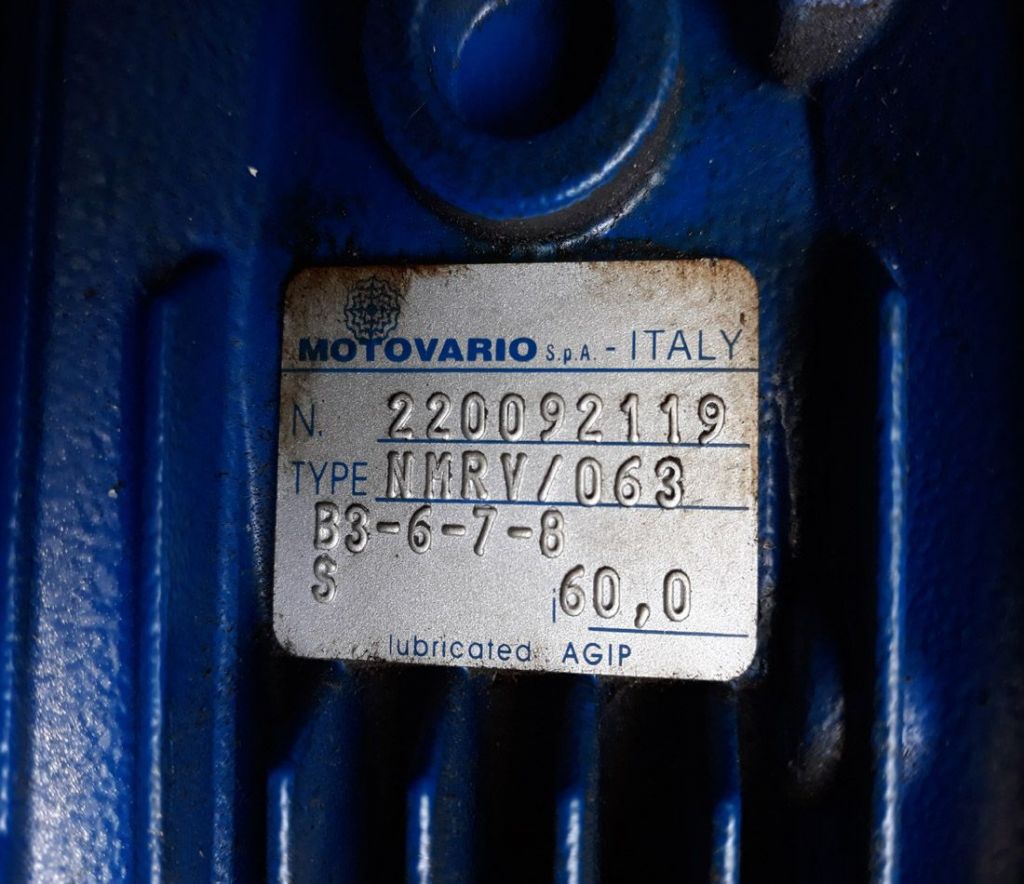 MOTOVARIO S.p.A. - ITALY
N. 220092119
TYPE NMRV/063
B3-6-7-8
S
i 60,0
lubricated AGIP